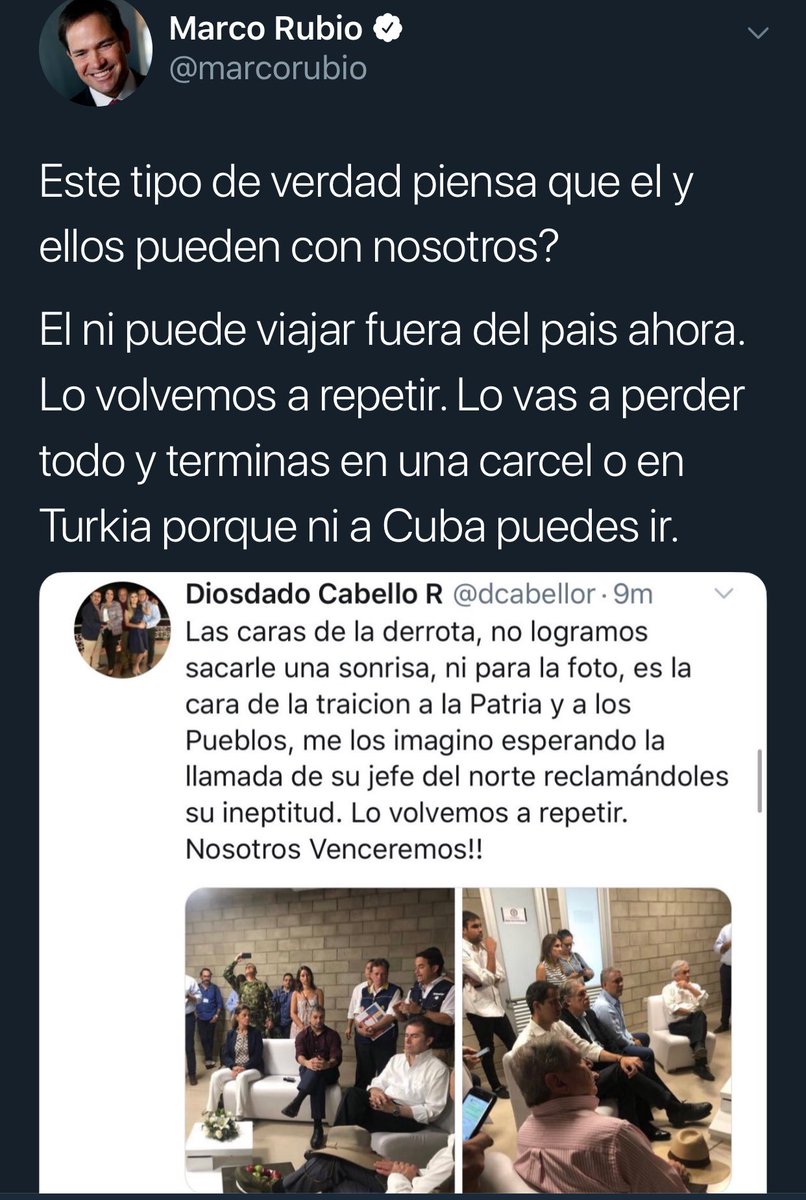 Marco Rubio
@marcorubio
Este tipo de verdad piensa que el y
ellos pueden con nosotros?
El ni puede viajar fuera del pais ahora.
Lo volvemos a repetir. Lo vas a perder
todo y terminas en una carcel o en
Turkia porque ni a Cuba puedes ir.
Diosdado Cabello R @dcabellor · 9m
Las caras de la derrota, no logramos
sacarle una sonrisa, ni para la foto, es la
cara de la traicion a la Patria y a los
Pueblos, me los imagino esperando la
llamada de su jefe del norte reclamándoles
su ineptitud. Lo volvemos a repetir.
Nosotros Venceremos!!